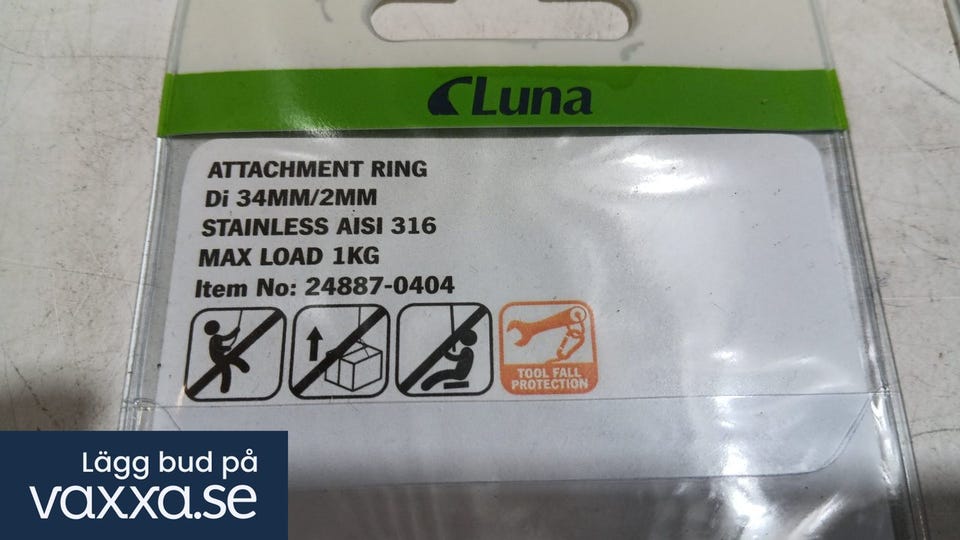 Luna
ATTACHMENT RING
Di 34MM/2MM
STAINLESS AISI 316
MAX LOAD 1KG
Item No: 24887-0404
TOOL FALL
PROTECTION
Lägg bud på
vaxxa.se